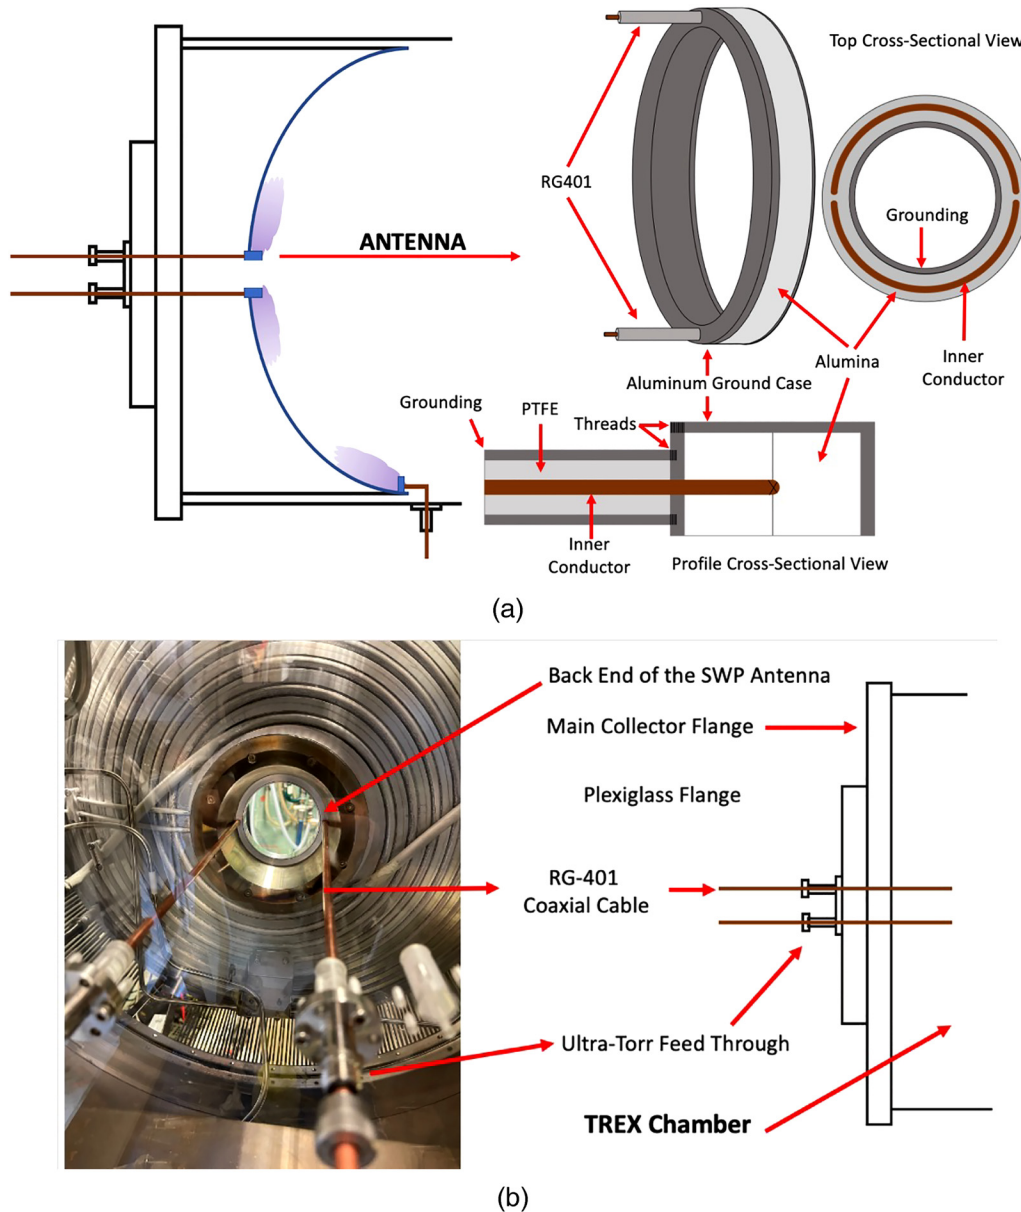 Top Cross-Sectional View
RG401
ANTENNA
Grounding
Alumina
Inner
Conductor
Aluminum Ground Case
Grounding
PTFE
Threads
Inner
Conductor
Profile Cross-Sectional View
(a)
Back End of the SWP Antenna
Main Collector Flange
Plexiglass Flange
RG-401
Coaxial Cable
Ultra-Torr Feed Through
TREX Chamber
(b)